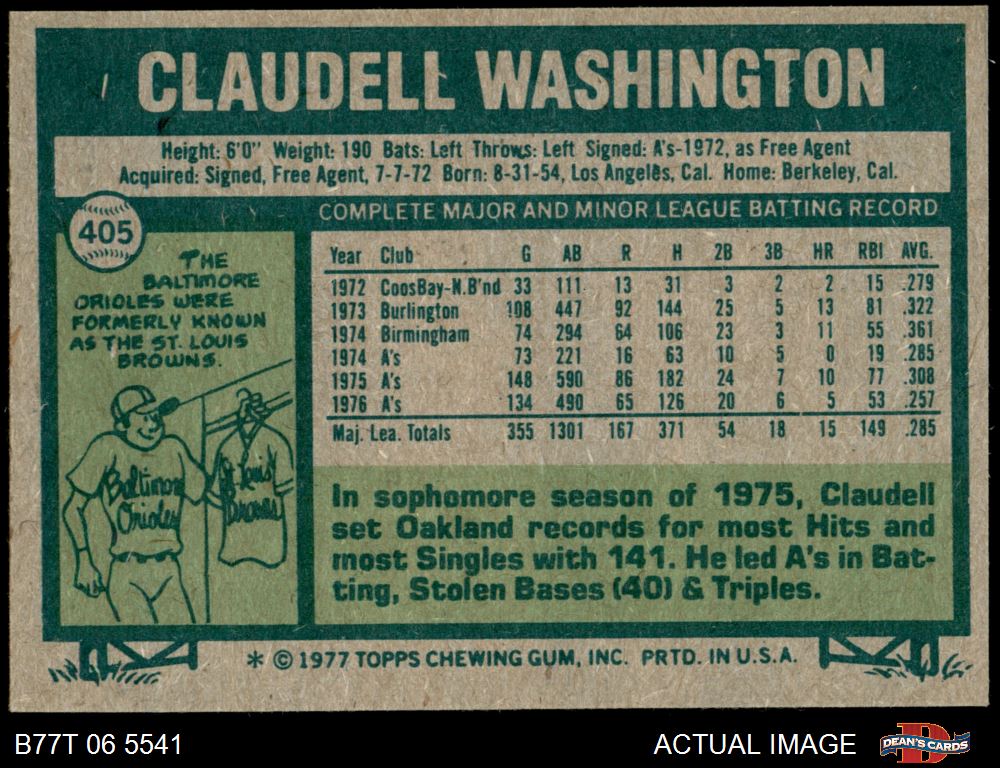 CLAUDELL WASHINGTON
Height: 6'0" Weight: 190 Bats: Left Throws: Left Signed: A's-1972, as Free Agent
Acquired: Signed, Free Agent, 7-7-72 Born: 8-31-54, Los Angeles, Cal. Home: Berkeley, Cal.
405
THE
BALTIMORE
ORIOLES WERE
FORMERLY KNOWN
AS THE ST. LOUIS
BROWNS.
Baltimore
Orioles
St. Louis
Browns
COMPLETE MAJOR AND MINOR LEAGUE BATTING RECORD
Year Club G AB R H 2B 3B HR RBI AVG.
1972 CoosBay-N.B'nd 33 111 13 31 3 2 2 15 .279
1973 Burlington 108 447 92 144 25 5 13 81 .322
1974 Birmingham 74 294 64 106 23 3 11 55 .361
1974 A's 73 221 16 63 10 5 0 19 .285
1975 A's 148 590 86 182 24 7 10 77 .308
1976 A's 134 490 65 126 20 6 5 53 .257
Maj. Lea. Totals 355 1301 167 371 54 18 15 149 .285
In sophomore season of 1975, Claudell
set Oakland records for most Hits and
most Singles with 141. He led A's in Bat-
ting, Stolen Bases (40) & Triples.
* © 1977 TOPPS CHEWING GUM, INC. PRTD. IN U.S.A.
B77T 06 5541
ACTUAL IMAGE
DEAN'S CARDS